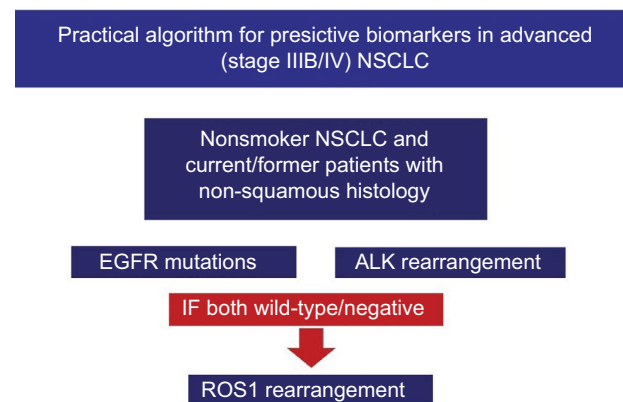 Practical algorithm for presictive biomarkers in advanced
(stage IIIB/IV) NSCLC
Nonsmoker NSCLC and
current/former patients with
non-squamous histology
EGFR mutations
ALK rearrangement
IF both wild-type/negative
ROS1 rearrangement